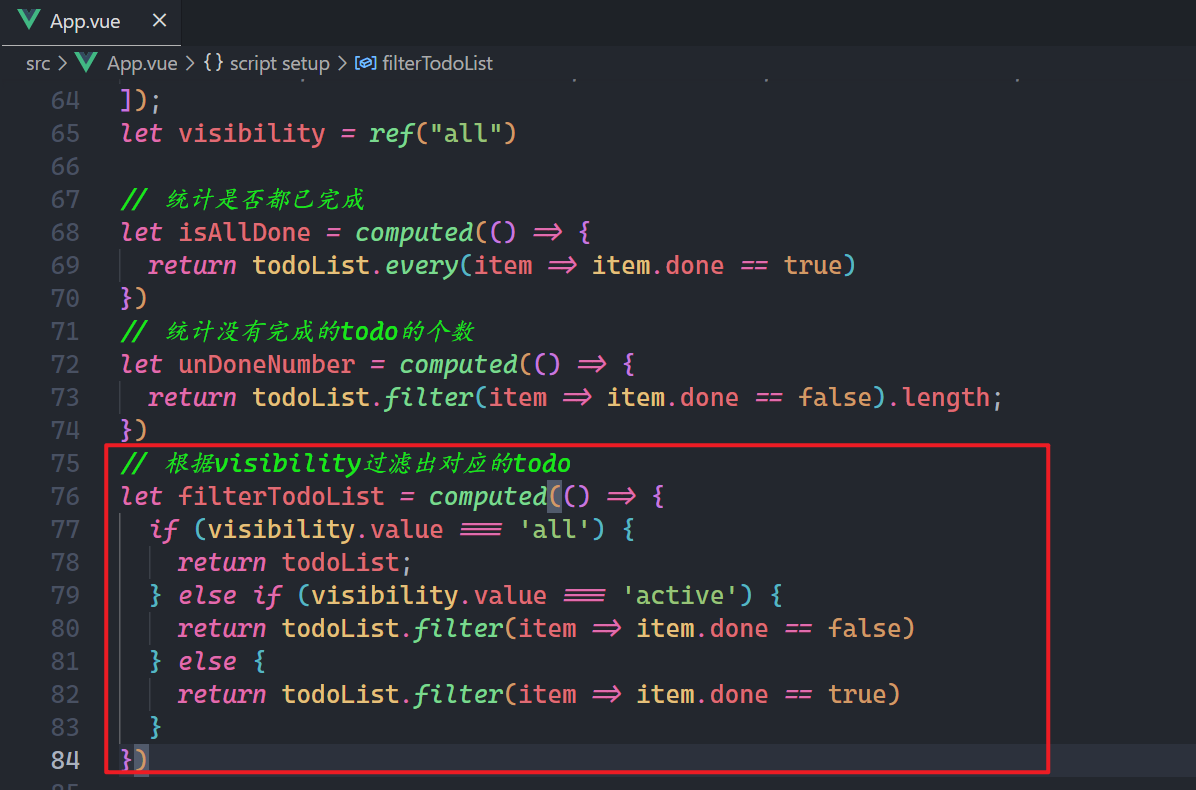 App.vue ×
src > App.vue > {} script setup > filterTodoList
64 ]);
65 let visibility = ref("all")
66
67 // 统计是否都已完成
68 let isAllDone = computed(() => {
69   return todoList.every(item => item.done == true)
70 })
71 // 统计没有完成的todo的个数
72 let unDoneNumber = computed(() => {
73   return todoList.filter(item => item.done == false).length;
74 })
75 // 根据visibility过滤出对应的todo
76 let filterTodoList = computed(() => {
77   if (visibility.value === 'all') {
78     return todoList;
79   } else if (visibility.value === 'active') {
80     return todoList.filter(item => item.done == false)
81   } else {
82     return todoList.filter(item => item.done == true)
83   }
84 })